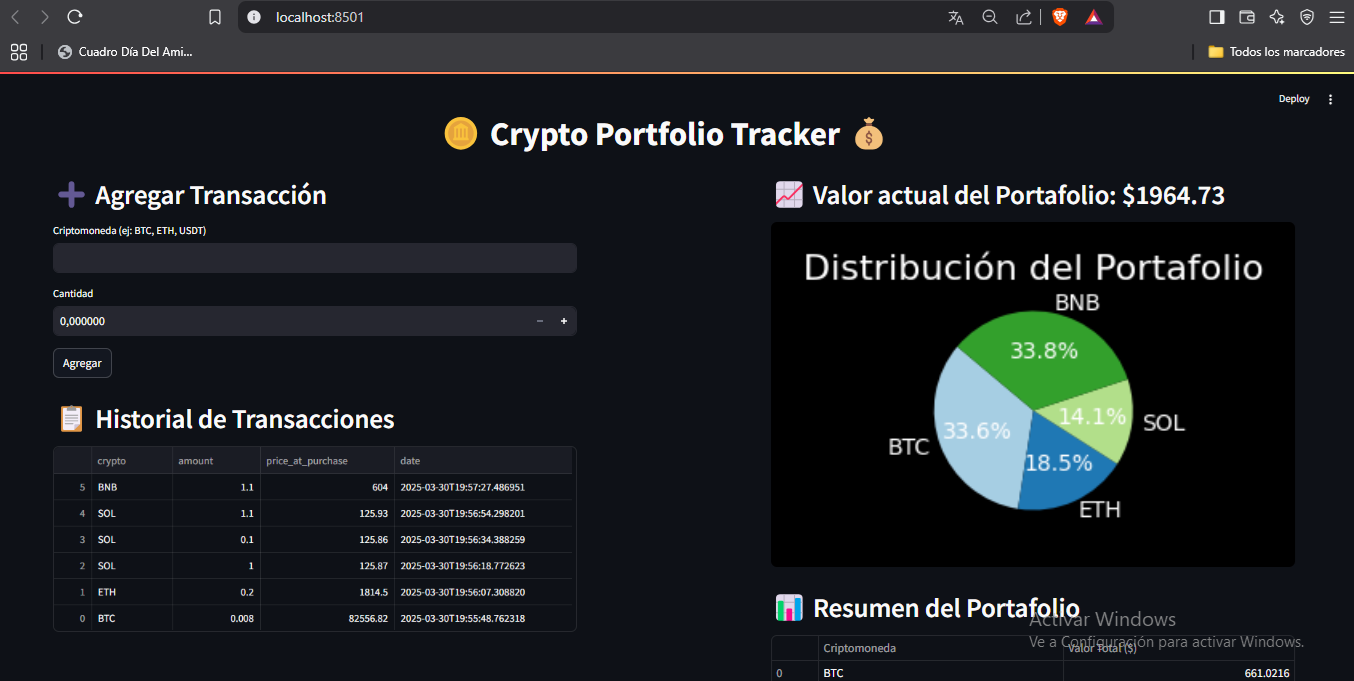 localhost:8501
Cuadro Día Del Ami...
Todos los marcadores
Deploy
Crypto Portfolio Tracker
Agregar Transacción
Criptomoneda (ej: BTC, ETH, USDT)
Cantidad
0,000000
Agregar
Historial de Transacciones
crypto amount price_at_purchase date
5 BNB 1.1 604 2025-03-30T19:57:27.486951
4 SOL 1.1 125.93 2025-03-30T19:56:54.298201
3 SOL 0.1 125.86 2025-03-30T19:56:34.388259
2 SOL 1 125.87 2025-03-30T19:56:18.772623
1 ETH 0.2 1814.5 2025-03-30T19:56:07.308820
0 BTC 0.008 82556.82 2025-03-30T19:55:48.762318
Valor actual del Portafolio: $1964.73
Distribución del Portafolio
BNB
33.8%
14.1%
SOL
33.6%
BTC
18.5%
ETH
Resumen del Portafolio
Activar Windows
Ve a Configuración para activar Windows.
Criptomoneda Valor Total ($)
0 BTC 661.0216